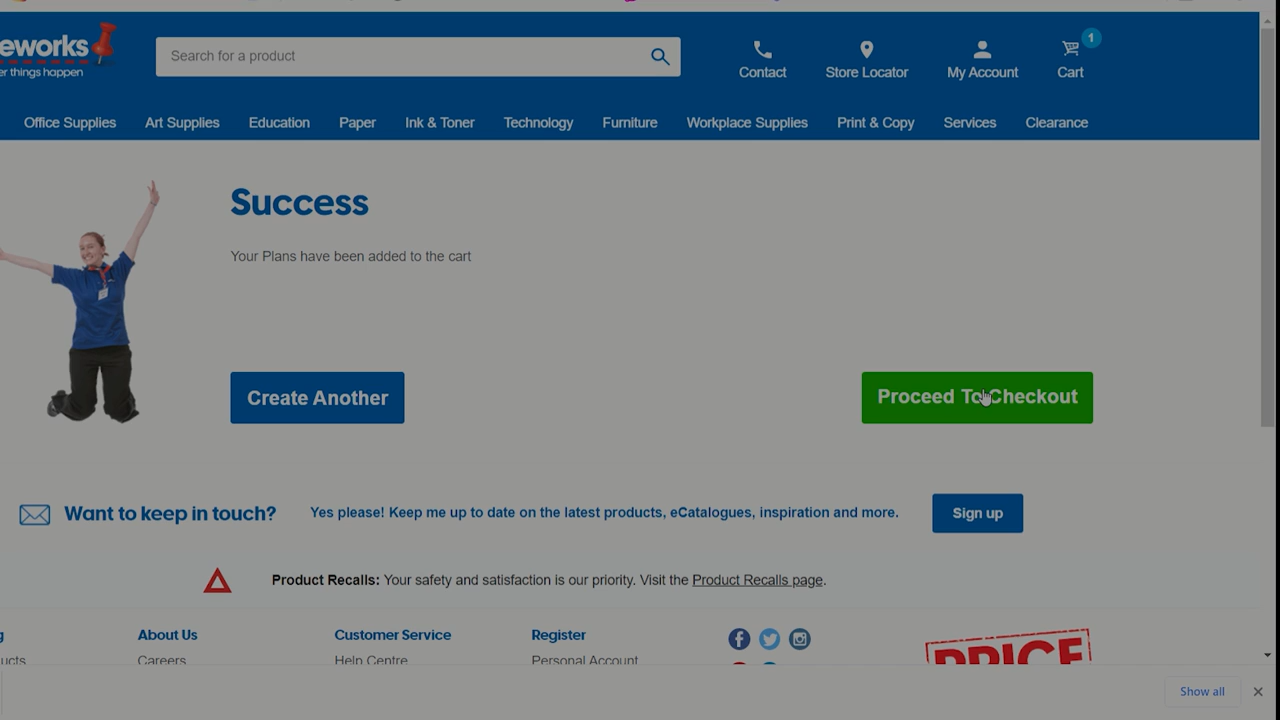 eworks
er things happen
Search for a product
Contact
Store Locator
My Account
1
Cart
Office Supplies
Art Supplies
Education
Paper
Ink & Toner
Technology
Furniture
Workplace Supplies
Print & Copy
Services
Clearance
Success
Your Plans have been added to the cart
Create Another
Proceed To Checkout
Want to keep in touch?
Yes please! Keep me up to date on the latest products, eCatalogues, inspiration and more.
Sign up
Product Recalls: Your safety and satisfaction is our priority. Visit the Product Recalls page.
g
About Us
Customer Service
Register
ucts
Careers
Help Centre
Personal Account
PRICE
Show all